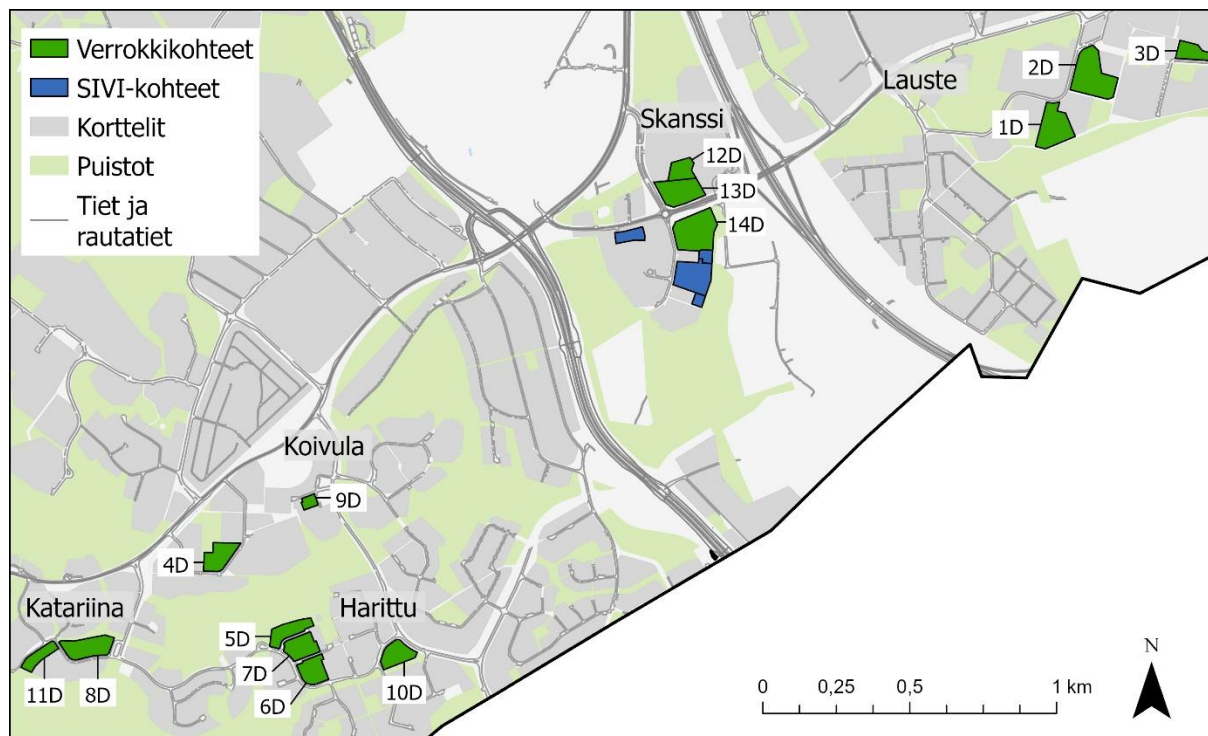 Verrokkikohteet
SIVI-kohteet
Korttelit
Puistot
Tiet ja
rautatiet
Lauste
3D
2D
1D
Skanssi
12D
13D
14D
Koivula
9D
4D
Katariina
Harittu
5D
7D
6D
10D
11D
8D
N
0 0,25 0,5 1 km